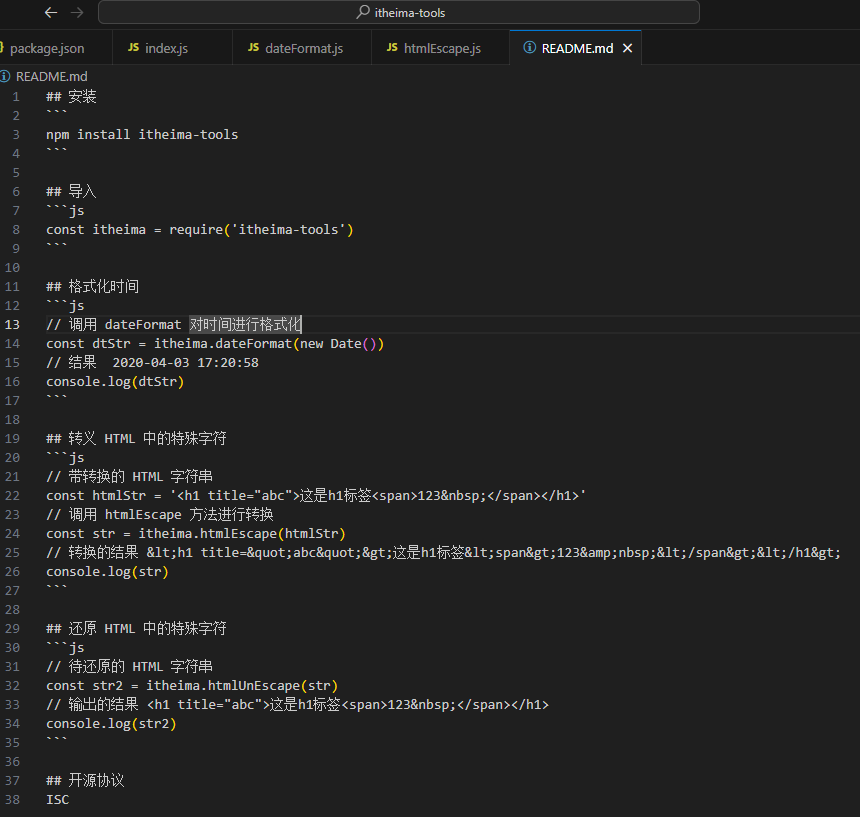 itheima-tools
package.json
JS index.js
JS dateFormat.js
JS htmlEscape.js
README.md
README.md
1 ## 安装
2 ```
3 npm install itheima-tools
4 ```
5
6 ## 导入
7 ```js
8 const itheima = require('itheima-tools')
9 ```
10
11 ## 格式化时间
12 ```js
13 // 调用 dateFormat 对时间进行格式化
14 const dtStr = itheima.dateFormat(new Date())
15 // 结果  2020-04-03 17:20:58
16 console.log(dtStr)
17 ```
18
19 ## 转义 HTML 中的特殊字符
20 ```js
21 // 带转换的 HTML 字符串
22 const htmlStr = '<h1 title="abc">这是h1标签<span>123&nbsp;</span></h1>'
23 // 调用 htmlEscape 方法进行转换
24 const str = itheima.htmlEscape(htmlStr)
25 // 转换的结果 &lt;h1 title=&quot;abc&quot;&gt;这是h1标签&lt;span&gt;123&amp;nbsp;&lt;/span&gt;&lt;/h1&gt;
26 console.log(str)
27 ```
28
29 ## 还原 HTML 中的特殊字符
30 ```js
31 // 待还原的 HTML 字符串
32 const str2 = itheima.htmlUnEscape(str)
33 // 输出的结果 <h1 title="abc">这是h1标签<span>123&nbsp;</span></h1>
34 console.log(str2)
35 ```
36
37 ## 开源协议
38 ISC